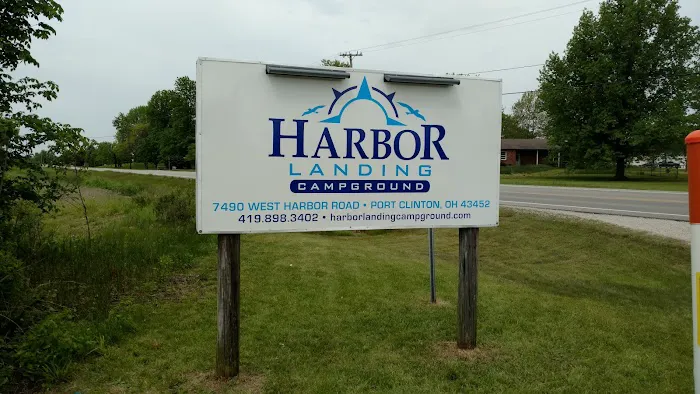 HARBOR
LANDING
CAMPGROUND
7490 WEST HARBOR ROAD • PORT CLINTON, OH 43452
419.898.3402 • harborlandingcampground.com